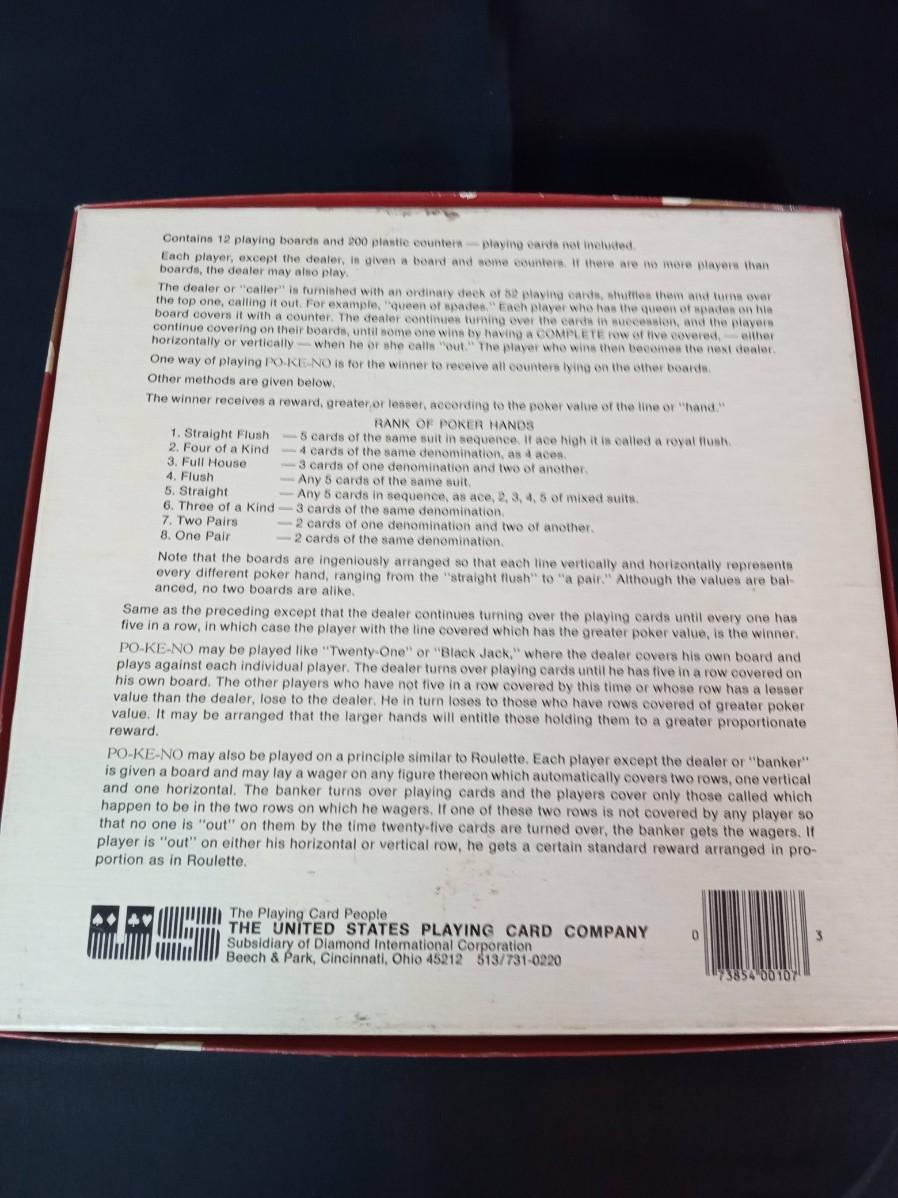 Contains 12 playing boards and 200 plastic counters — playing cards not included.
Each player, except the dealer, is given a board and some counters. If there are no more players than
boards, the dealer may also play.
The dealer or "caller" is furnished with an ordinary deck of 52 playing cards, shuffles them and turns over
the top one, calling it out. For example, "queen of spades." Each player who has the queen of spades on his
board covers it with a counter. The dealer continues turning over the cards in succession, and the players
continue covering on their boards, until some one wins by having a COMPLETE row of five covered, — either
horizontally or vertically — when he or she calls "out." The player who wins then becomes the next dealer.
One way of playing PO-KE-NO is for the winner to receive all counters lying on the other boards.
Other methods are given below.
The winner receives a reward, greater or lesser, according to the poker value of the line or "hand."
RANK OF POKER HANDS
1. Straight Flush — 5 cards of the same suit in sequence. If ace high it is called a royal flush.
2. Four of a Kind — 4 cards of the same denomination, as 4 aces.
3. Full House — 3 cards of one denomination and two of another.
4. Flush — Any 5 cards of the same suit.
5. Straight — Any 5 cards in sequence, as ace, 2, 3, 4, 5 of mixed suits.
6. Three of a Kind — 3 cards of the same denomination.
7. Two Pairs — 2 cards of one denomination and two of another.
8. One Pair — 2 cards of the same denomination.
Note that the boards are ingeniously arranged so that each line vertically and horizontally represents
every different poker hand, ranging from the "straight flush" to "a pair." Although the values are bal-
anced, no two boards are alike.
Same as the preceding except that the dealer continues turning over the playing cards until every one has
five in a row, in which case the player with the line covered which has the greater poker value, is the winner.
PO-KE-NO may be played like "Twenty-One" or "Black Jack," where the dealer covers his own board and
plays against each individual player. The dealer turns over playing cards until he has five in a row covered on
his own board. The other players who have not five in a row covered by this time or whose row has a lesser
value than the dealer, lose to the dealer. He in turn loses to those who have rows covered of greater poker
value. It may be arranged that the larger hands will entitle those holding them to a greater proportionate
reward.
PO-KE-NO may also be played on a principle similar to Roulette. Each player except the dealer or "banker"
is given a board and may lay a wager on any figure thereon which automatically covers two rows, one vertical
and one horizontal. The banker turns over playing cards and the players cover only those called which
happen to be in the two rows on which he wagers. If one of these two rows is not covered by any player so
that no one is "out" on them by the time twenty-five cards are turned over, the banker gets the wagers. If
player is "out" on either his horizontal or vertical row, he gets a certain standard reward arranged in pro-
portion as in Roulette.
US
The Playing Card People
THE UNITED STATES PLAYING CARD COMPANY
Subsidiary of Diamond International Corporation
Beech & Park, Cincinnati, Ohio 45212 513/731-0220
0 73854 00107 3